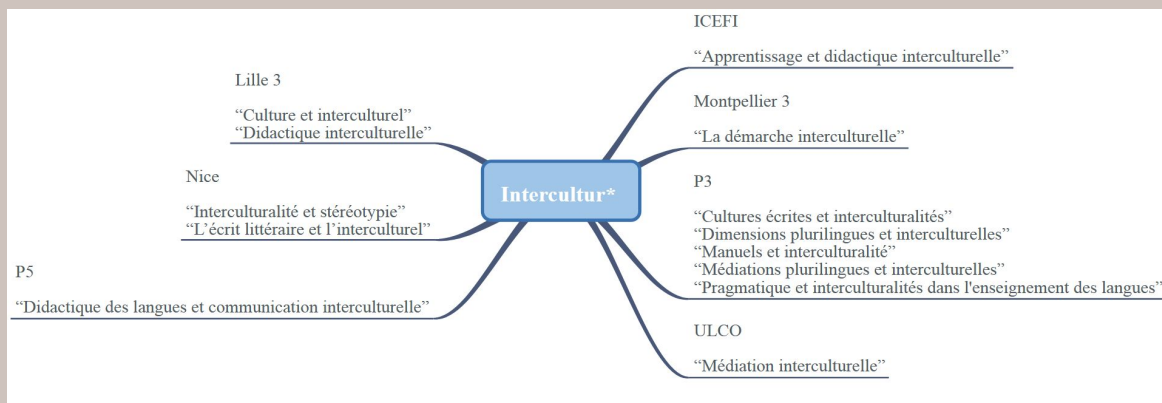 Lille 3
“Culture et interculturel”
“Didactique interculturelle”
Nice
“Interculturalité et stéréotypie”
“L’écrit littéraire et l’interculturel”
P5
“Didactique des langues et communication interculturelle”
Intercultur*
ICEFI
“Apprentissage et didactique interculturelle”
Montpellier 3
“La démarche interculturelle”
P3
“Cultures écrites et interculturalités”
“Dimensions plurilingues et interculturelles”
“Manuels et interculturalité”
“Médiations plurilingues et interculturelles”
“Pragmatique et interculturalités dans l'enseignement des langues”
ULCO
“Médiation interculturelle”